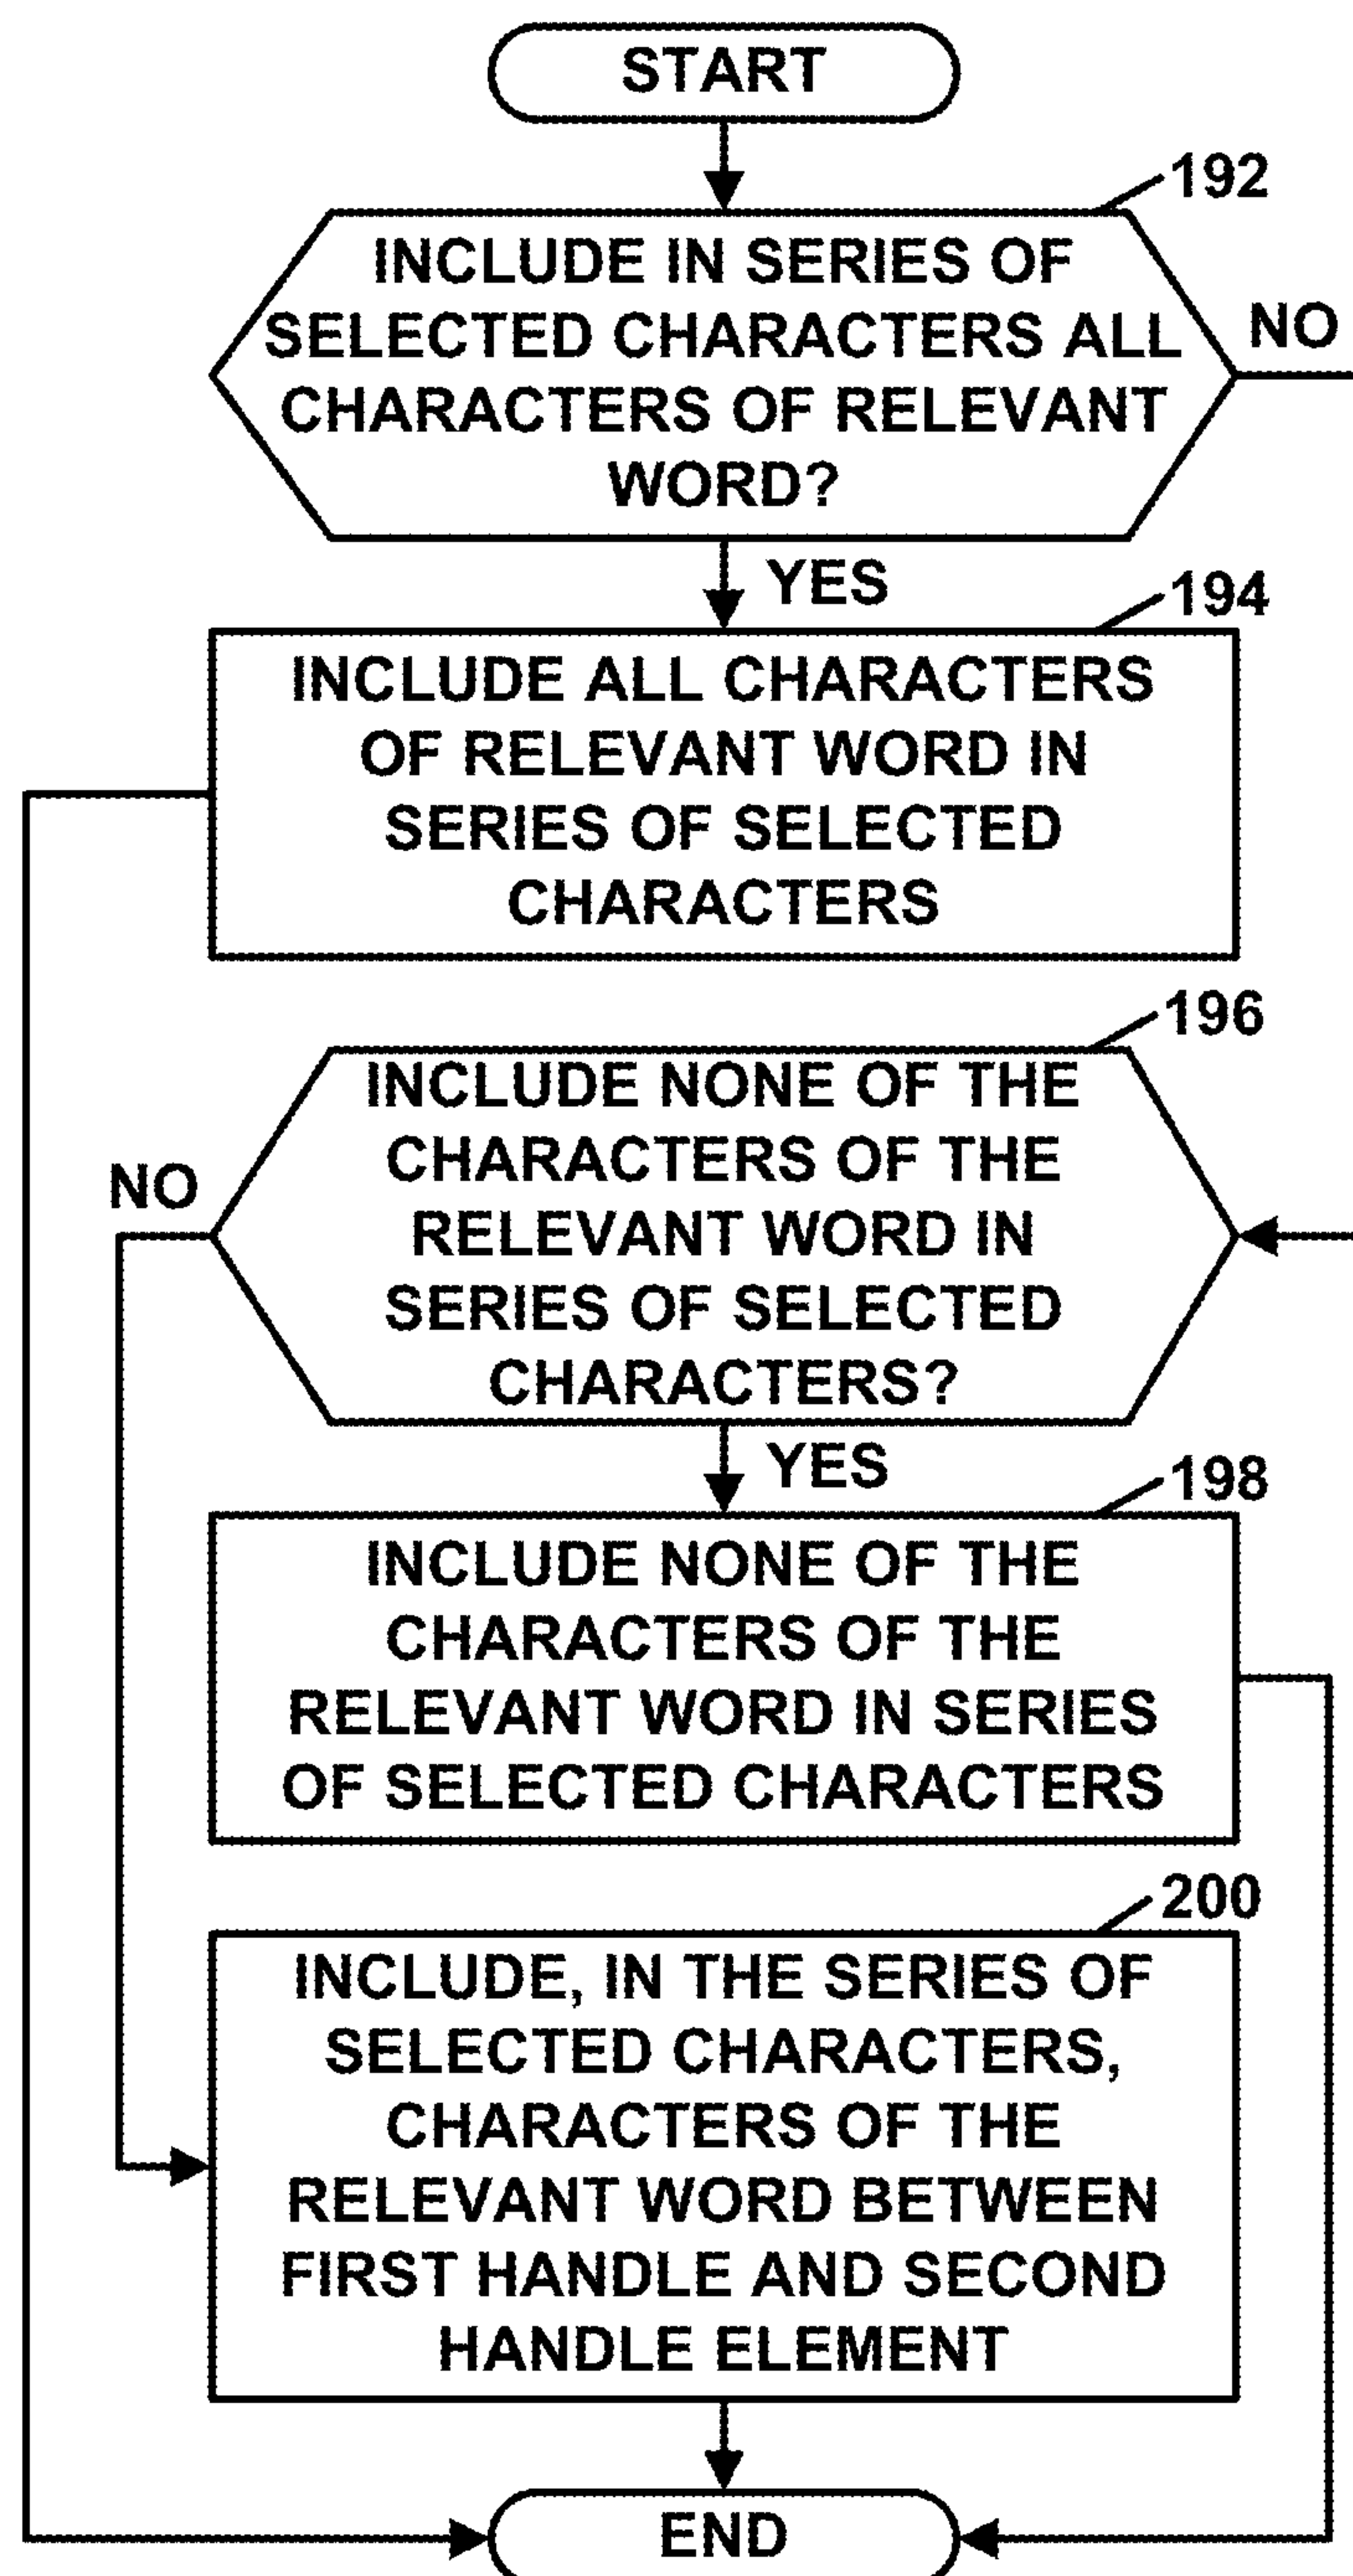 START
192
INCLUDE IN SERIES OF
SELECTED CHARACTERS ALL
CHARACTERS OF RELEVANT
WORD?
NO
YES
194
INCLUDE ALL CHARACTERS
OF RELEVANT WORD IN
SERIES OF SELECTED
CHARACTERS
196
INCLUDE NONE OF THE
CHARACTERS OF THE
RELEVANT WORD IN
SERIES OF SELECTED
CHARACTERS?
NO
YES
198
INCLUDE NONE OF THE
CHARACTERS OF THE
RELEVANT WORD IN SERIES
OF SELECTED CHARACTERS
200
INCLUDE, IN THE SERIES OF
SELECTED CHARACTERS,
CHARACTERS OF THE
RELEVANT WORD BETWEEN
FIRST HANDLE AND SECOND
HANDLE ELEMENT
END